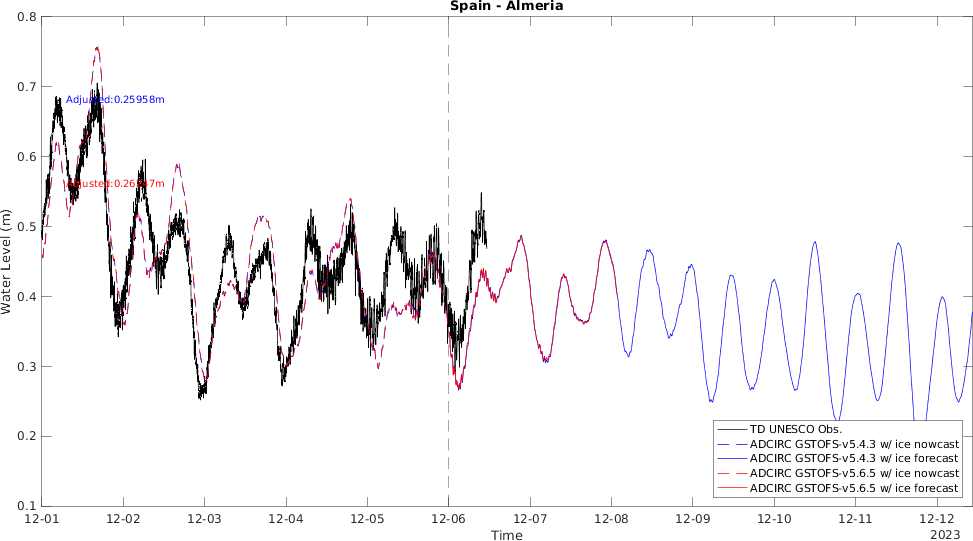 Spain - Almeria
0.8
0.7
0.6
0.5
0.4
0.3
0.2
0.1
Water Level (m)
Adjusted:0.25958m
12-01
12-02
12-03
12-04
12-05
12-06
12-07
12-08
12-09
12-10
12-11
12-12
2023
Time
TD UNESCO Obs.
ADCIRC GSTOFS-v5.4.3 w/ ice nowcast
ADCIRC GSTOFS-v5.4.3 w/ ice forecast
ADCIRC GSTOFS-v5.6.5 w/ ice nowcast
ADCIRC GSTOFS-v5.6.5 w/ ice forecast